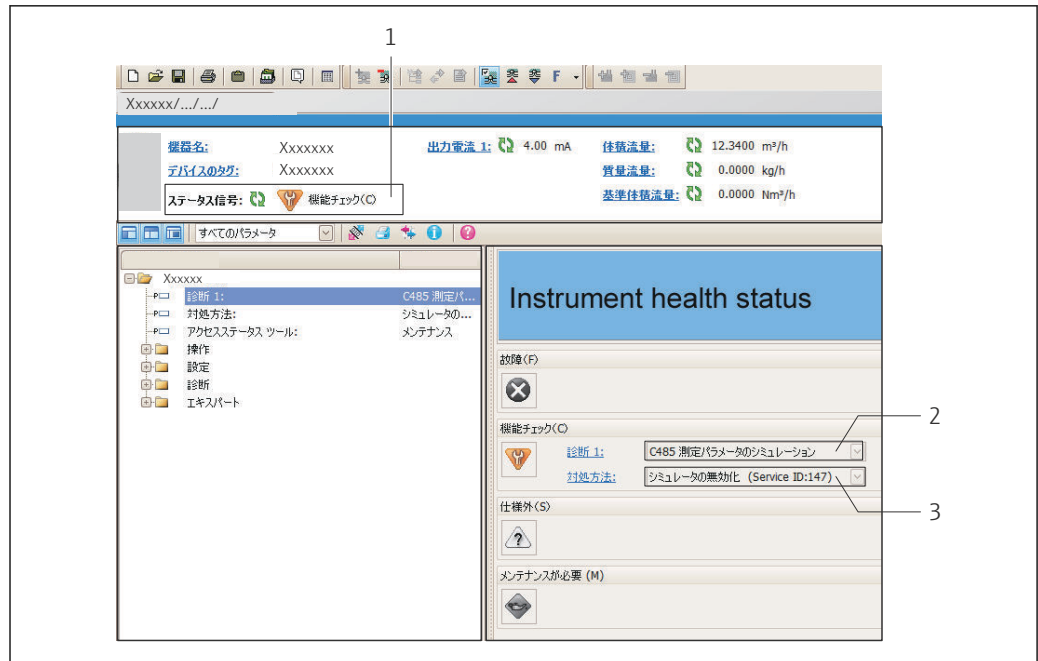 1
F
Xxxxxx/.../.../
機器名: Xxxxxxx 出力電流 1: 4.00 mA 体積流量: 12.3400 m³/h
デバイスのタグ: Xxxxxxx 質量流量: 0.0000 kg/h
ステータス信号: 機能チェック(C) 基準体積流量: 0.0000 Nm³/h
すべてのパラメータ
Xxxxxx
診断 1: C485 測定パ...
対処方法: シミュレータの...
アクセスステータス ツール: メンテナンス
操作
設定
診断
エキスパート
Instrument health status
故障(F)
機能チェック(C)
診断 1: C485 測定パラメータのシミュレーション
2
対処方法: シミュレータの無効化 (Service ID:147)
3
仕様外(S)
メンテナンスが必要 (M)